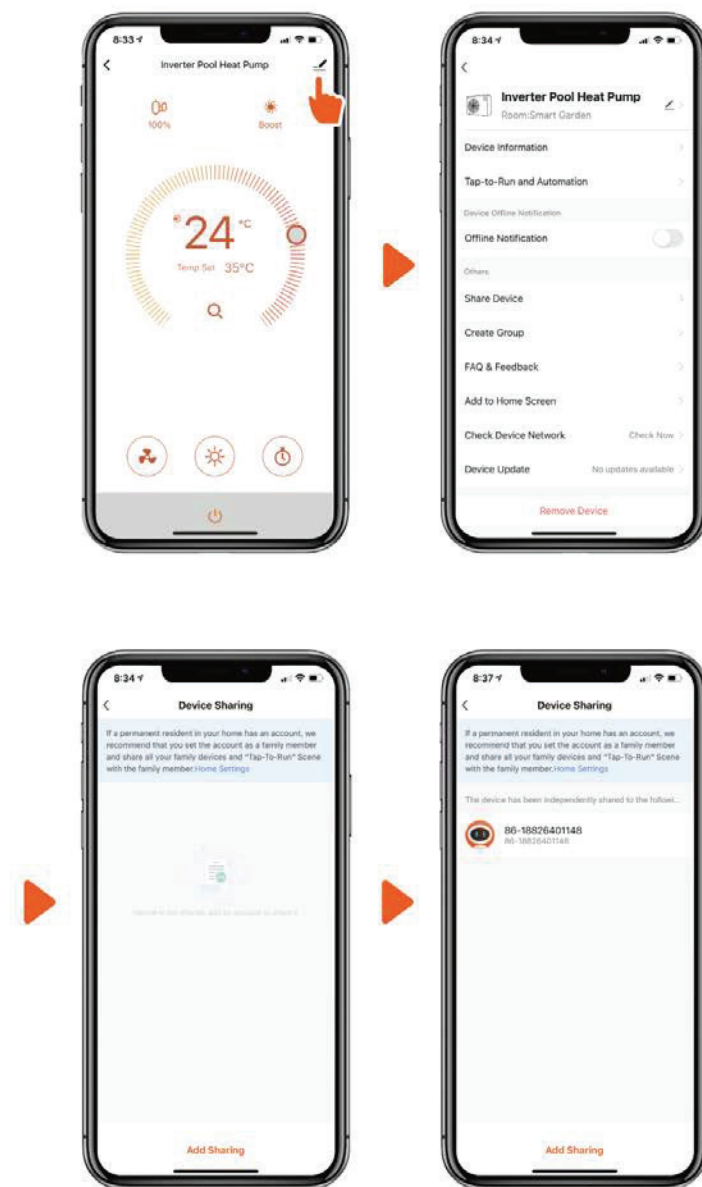 8:33
Inverter Pool Heat Pump
100%
Boost
24 °C
Temp Set 35°C
8:34
Inverter Pool Heat Pump
Room:Smart Garden
Device Information
Tap-to-Run and Automation
Device Offline Notification
Offline Notification
Others
Share Device
Create Group
FAQ & Feedback
Add to Home Screen
Check Device Network Check Now
Device Update No updates available
Remove Device
8:34
Device Sharing
If a permanent resident in your home has an account, we
recommend that you set the account as a family member
and share all your family devices and "Tap-To-Run" Scene
with the family member.Home Settings
Add Sharing
8:37
Device Sharing
If a permanent resident in your home has an account, we
recommend that you set the account as a family member
and share all your family devices and "Tap-To-Run" Scene
with the family member.Home Settings
The device has been independently shared to the followi...
86-18826401148
86-18826401148
Add Sharing